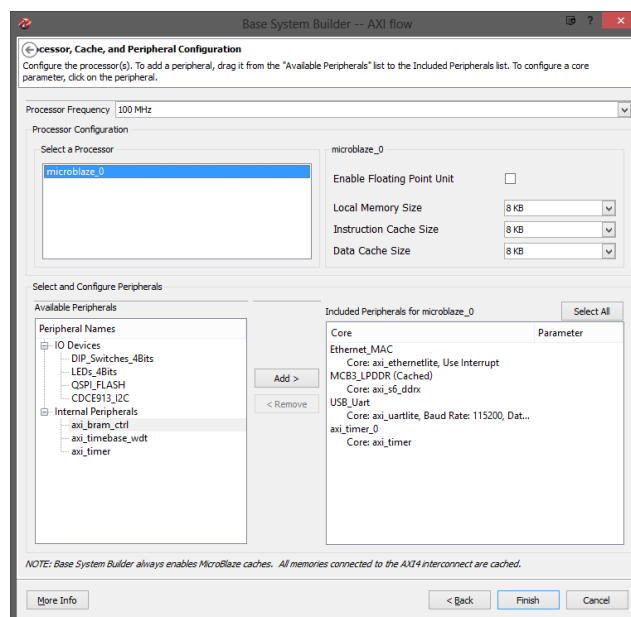 Base System Builder -- AXI flow
ocessor, Cache, and Peripheral Configuration
Configure the processor(s). To add a peripheral, drag it from the "Available Peripherals" list to the Included Peripherals list. To configure a core
parameter, click on the peripheral.
Processor Frequency 100 MHz
Processor Configuration
Select a Processor
microblaze_0
microblaze_0
Enable Floating Point Unit
Local Memory Size 8 KB
Instruction Cache Size 8 KB
Data Cache Size 8 KB
Select and Configure Peripherals
Available Peripherals
Peripheral Names
IO Devices
DIP_Switches_4Bits
LEDs_4Bits
QSPI_FLASH
CDCE913_I2C
Internal Peripherals
axi_bram_ctrl
axi_timebase_wdt
axi_timer
Add >
< Remove
Included Peripherals for microblaze_0 Select All
Core Parameter
Ethernet_MAC
Core: axi_ethernetlite, Use Interrupt
MCB3_LPDDR (Cached)
Core: axi_s6_ddrx
USB_Uart
Core: axi_uartlite, Baud Rate: 115200, Dat...
axi_timer_0
Core: axi_timer
NOTE: Base System Builder always enables MicroBlaze caches. All memories connected to the AXI4 interconnect are cached.
More Info < Back Finish Cancel